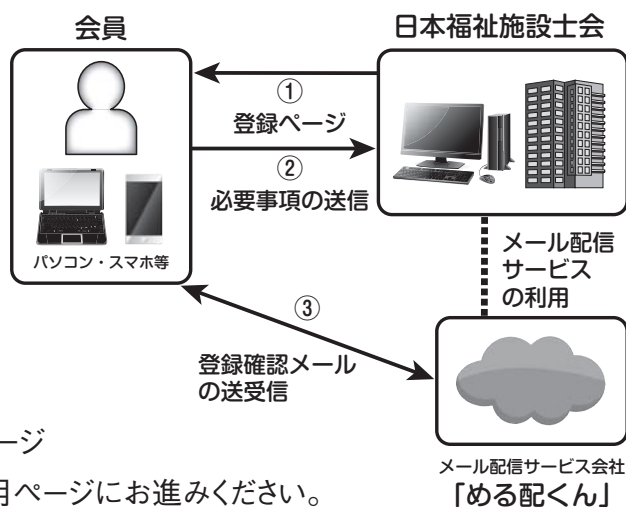 会員
日本福祉施設士会
①
登録ページ
②
必要事項の送信
パソコン・スマホ等
メール配信
サービス
の利用
③
登録確認メール
の送受信
ージ
ページにお進みください。
メール配信サービス会社
「める配くん」